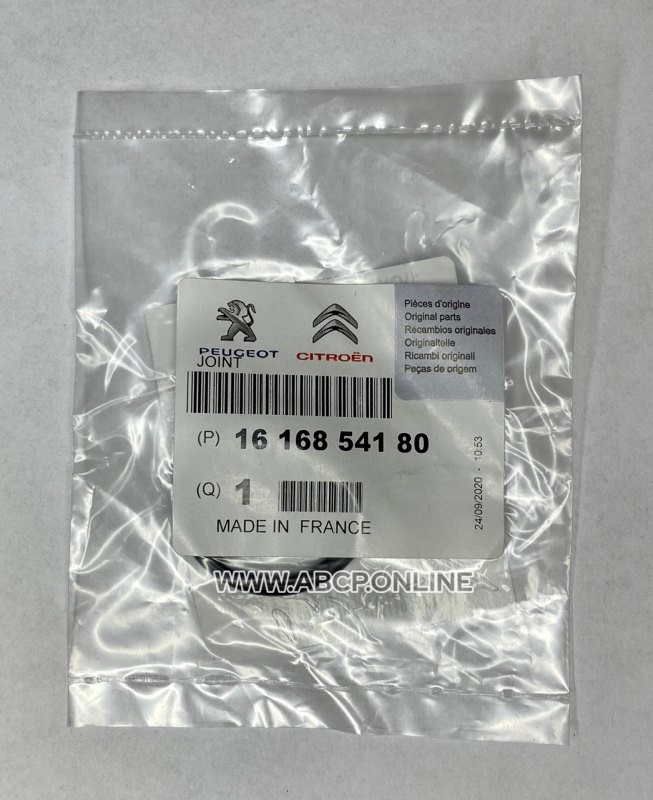 Pièces d'origine
Original parts
Recambios originales
Originalteile
Ricambi originali
Peças de origem
PEUGEOT
CITROËN
JOINT
(P) 16 168 541 80
(Q) 1
MADE IN FRANCE
24/09/2020 - 10:53
WWW.ABCP.ONLINE